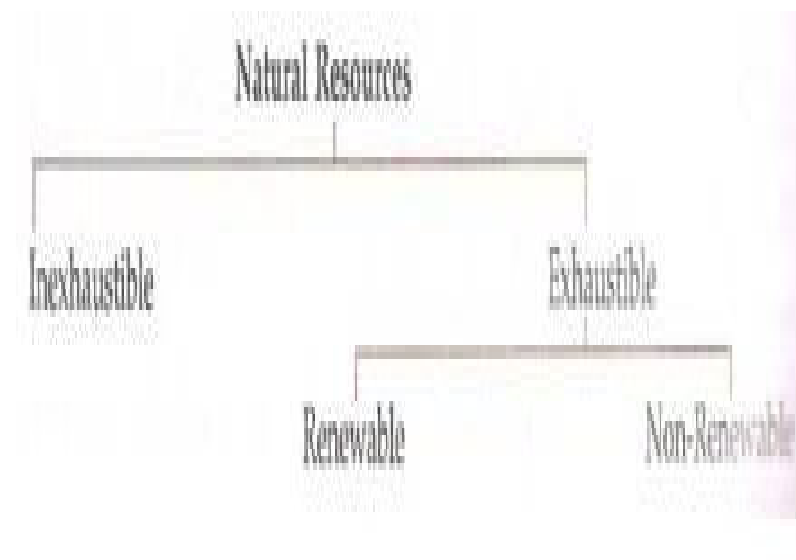 Natural Resources
Inexhaustible
Exhaustible
Renewable
Non-Renewable